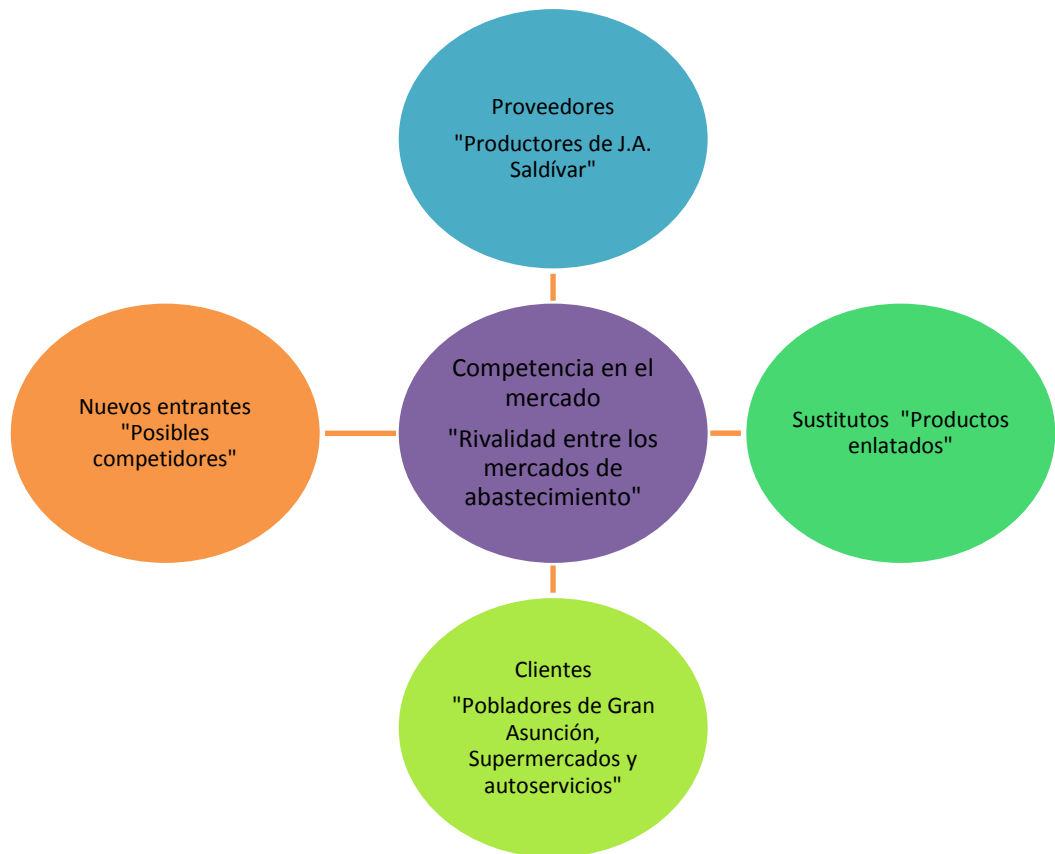 Proveedores
"Productores de J.A.
Saldívar"
Nuevos entrantes
"Posibles
competidores"
Competencia en el
mercado
"Rivalidad entre los
mercados de
abastecimiento"
Sustitutos  "Productos
enlatados"
Clientes
"Pobladores de Gran
Asunción,
Supermercados y
autoservicios"